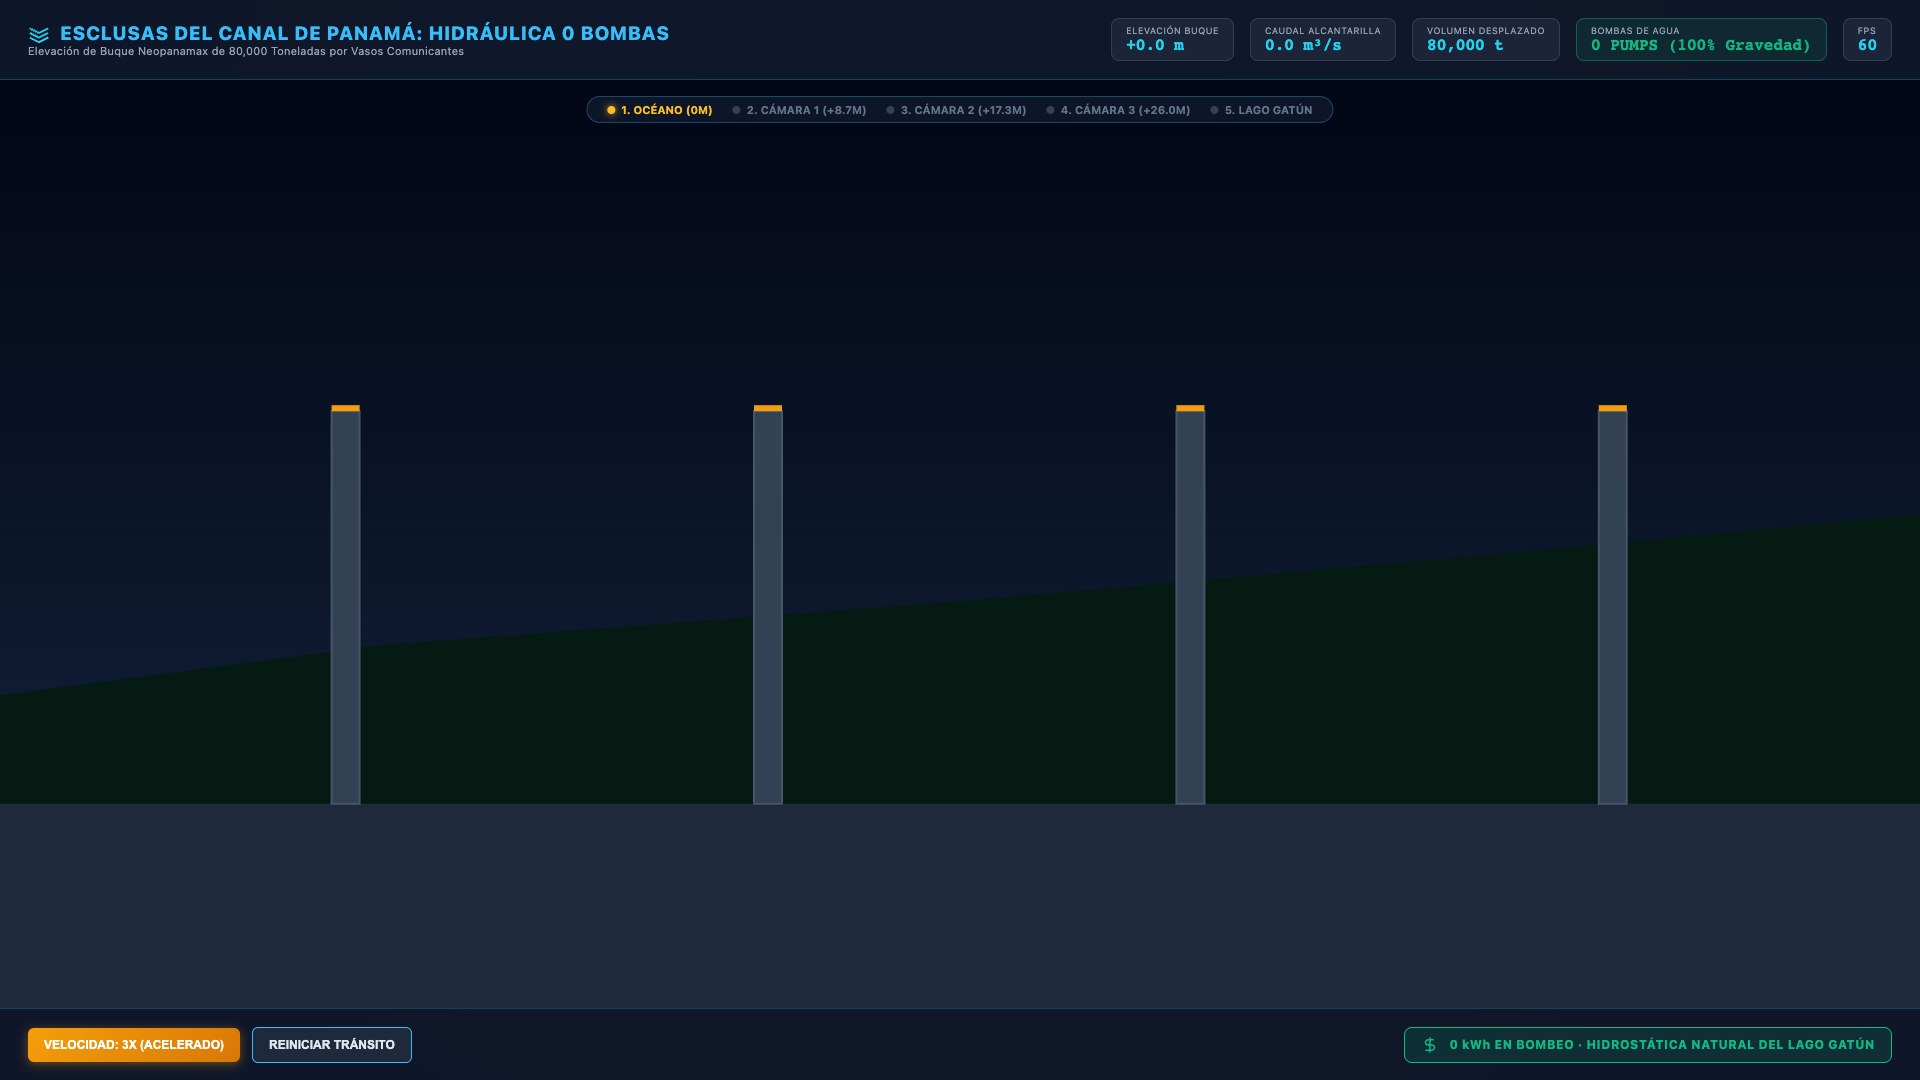 ESCLUSAS DEL CANAL DE PANAMÁ: HIDRÁULICA 0 BOMBAS
Elevación de Buque Neopanamax de 80,000 Toneladas por Vasos Comunicantes
ELEVACIÓN BUQUE
+0.0 m
CAUDAL ALCANTARILLA
0.0 m³/s
VOLUMEN DESPLAZADO
80,000 t
BOMBAS DE AGUA
0 PUMPS (100% Gravedad)
FPS
60
1. OCÉANO (0M)
2. CÁMARA 1 (+8.7M)
3. CÁMARA 2 (+17.3M)
4. CÁMARA 3 (+26.0M)
5. LAGO GATÚN
VELOCIDAD: 3X (ACELERADO)
REINICIAR TRÁNSITO
0 kWh EN BOMBEO · HIDROSTÁTICA NATURAL DEL LAGO GATÚN